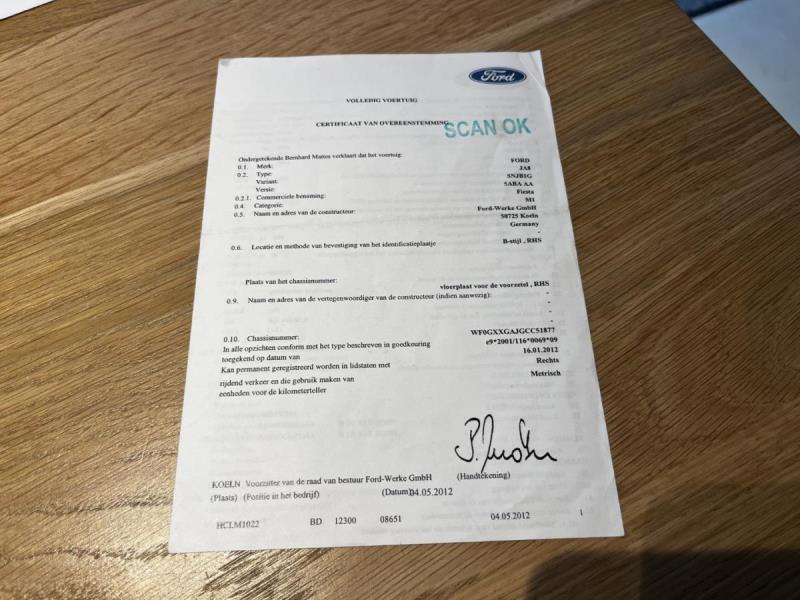 Ford
VOLLEDIG VOERTUIG
CERTIFICAAT VAN OVEREENSTEMMING
SCAN OK
Ondergetekende Bernhard Mattes verklaart dat het voertuig:
0.1. Merk: FORD
0.2. Type: JA8
Variant: SNJB1G
Versie: 5ABA AA
0.2.1. Commerciele benaming: Fiesta
0.4. Categorie: M1
0.5. Naam en adres van de constructeur: Ford-Werke GmbH
50725 Koeln
Germany
-
0.6. Locatie en methode van bevestiging van het identificatieplaatje B-stijl , RHS
Plaats van het chassisnummer: vloerplaat voor de voorzetel , RHS
0.9. Naam en adres van de vertegenwoordiger van de constructeur (indien aanwezig): -
-
-
-
0.10. Chassisnummer: WF0GXXGAJGCC51877
In alle opzichten conform met het type beschreven in goedkeuring e9*2001/116*0069*09
toegekend op datum van 16.01.2012
Kan permanent geregistreerd worden in lidstaten met Rechts
rijdend verkeer en die gebruik maken van Metrisch
eenheden voor de kilometerteller
KOELN Voorzitter van de raad van bestuur Ford-Werke GmbH (Handtekening)
(Plaats) (Positie in het bedrijf) (Datum)04.05.2012
HCLM1022 BD 12300 08651 04.05.2012 1